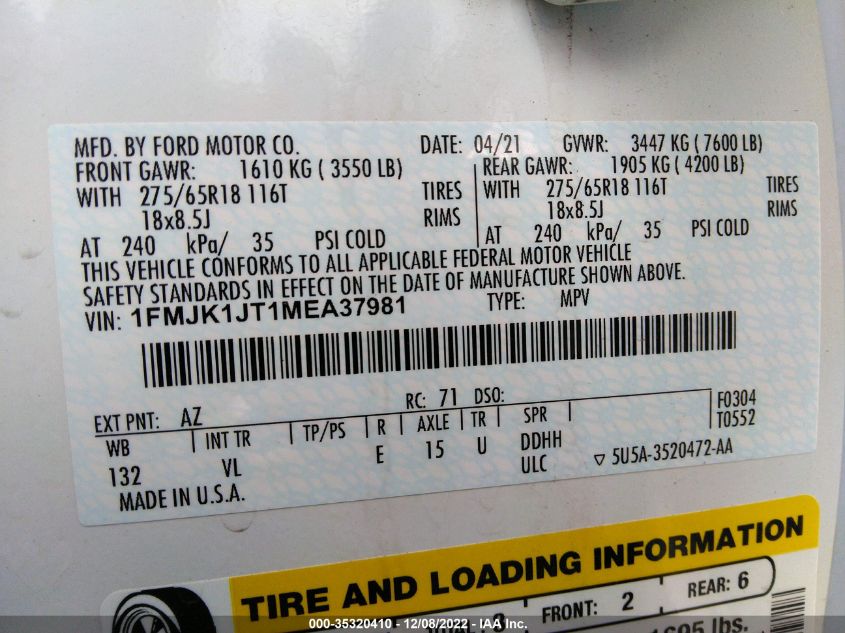 MFD. BY FORD MOTOR CO. DATE: 04/21 GVWR: 3447 KG ( 7600 LB)
FRONT GAWR: 1610 KG ( 3550 LB) REAR GAWR: 1905 KG ( 4200 LB)
WITH 275/65R18 116T TIRES WITH 275/65R18 116T TIRES
18x8.5J RIMS 18x8.5J RIMS
AT 240 kPa/ 35 PSI COLD AT 240 kPa/ 35 PSI COLD
THIS VEHICLE CONFORMS TO ALL APPLICABLE FEDERAL MOTOR VEHICLE
SAFETY STANDARDS IN EFFECT ON THE DATE OF MANUFACTURE SHOWN ABOVE.
VIN: 1FMJK1JT1MEA37981 TYPE: MPV
EXT PNT: AZ RC: 71 DSO: F0304
T0552
WB INT TR TP/PS R AXLE TR SPR
132 VL E 15 U DDHH
ULC ▽ 5U5A-3520472-AA
MADE IN U.S.A.
TIRE AND LOADING INFORMATION
FRONT: 2 REAR: 6
lbs.
000-35320410 - 12/08/2022 - IAA Inc.